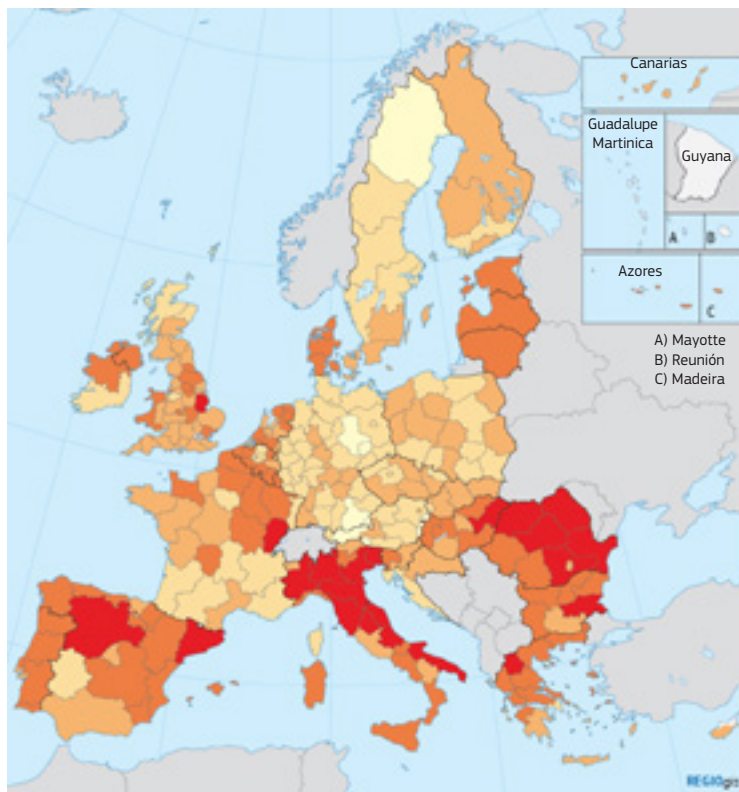 Canarias
Guadalupe
Martinica
Guyana
A
B
Azores
C
A) Mayotte
B) Reunión
C) Madeira
REGIOgis